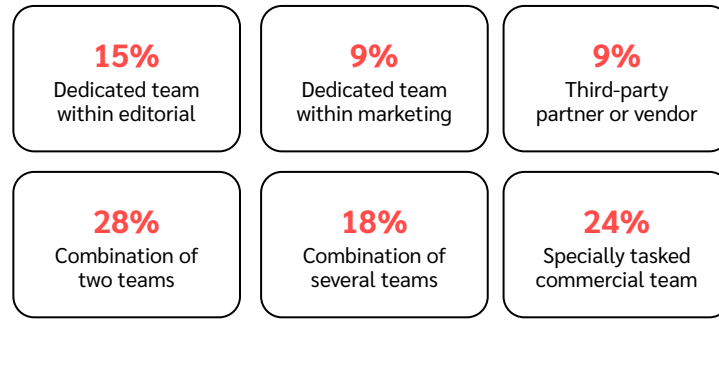 15%
Dedicated team
within editorial
9%
Dedicated team
within marketing
9%
Third-party
partner or vendor
28%
Combination of
two teams
18%
Combination of
several teams
24%
Specially tasked
commercial team